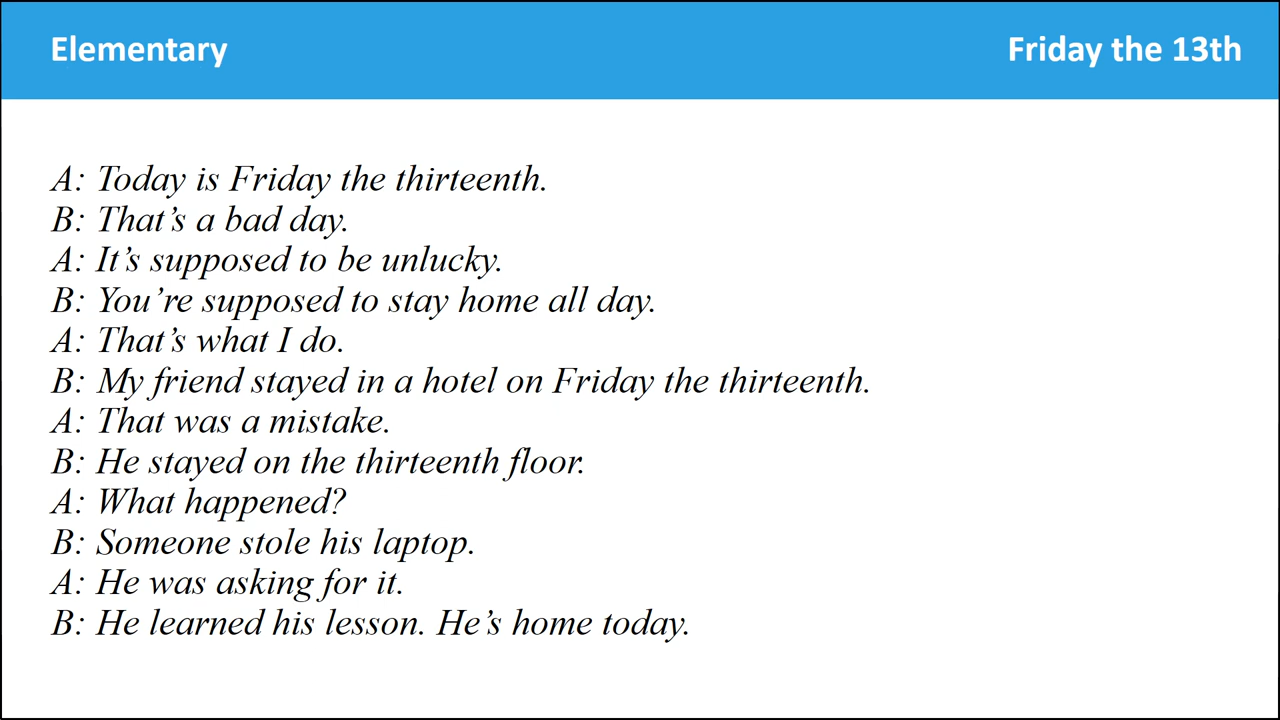 Elementary
Friday the 13th
A: Today is Friday the thirteenth.
B: That’s a bad day.
A: It’s supposed to be unlucky.
B: You’re supposed to stay home all day.
A: That’s what I do.
B: My friend stayed in a hotel on Friday the thirteenth.
A: That was a mistake.
B: He stayed on the thirteenth floor.
A: What happened?
B: Someone stole his laptop.
A: He was asking for it.
B: He learned his lesson. He’s home today.